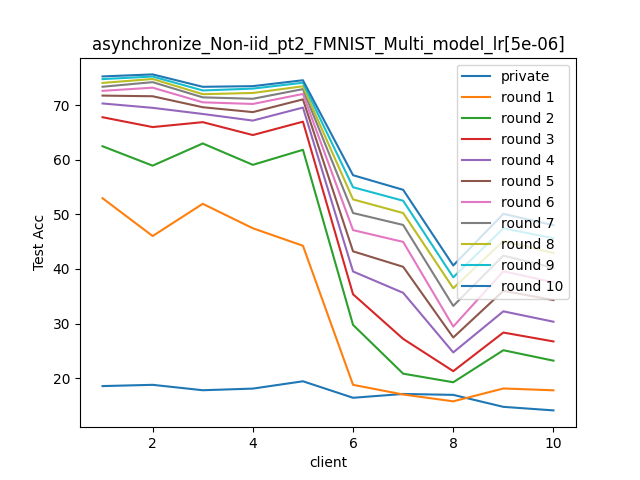 asynchronize_Non-iid_pt2_FMNIST_Multi_model_lr[5e-06]
private
round 1
round 2
round 3
round 4
round 5
round 6
round 7
round 8
round 9
round 10
70
60
50
40
30
20
Test Acc
2
4
6
8
10
client